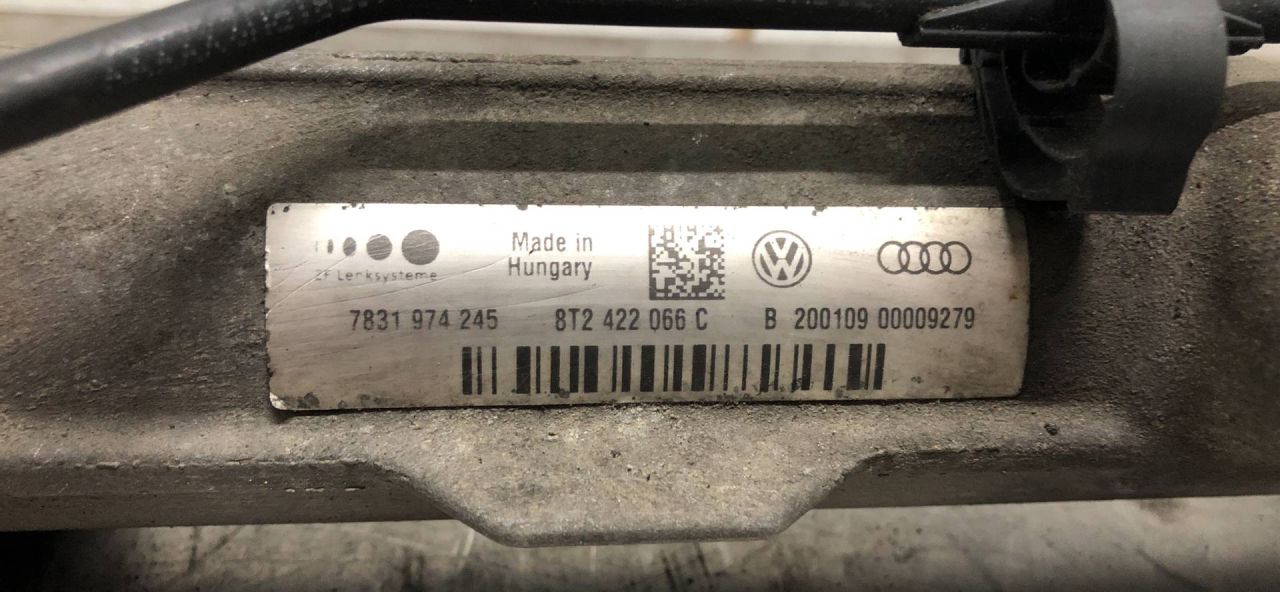 ZF Lenksysteme
Made in
Hungary
7831 974 245 8T2 422 066 C B 200109 00009279